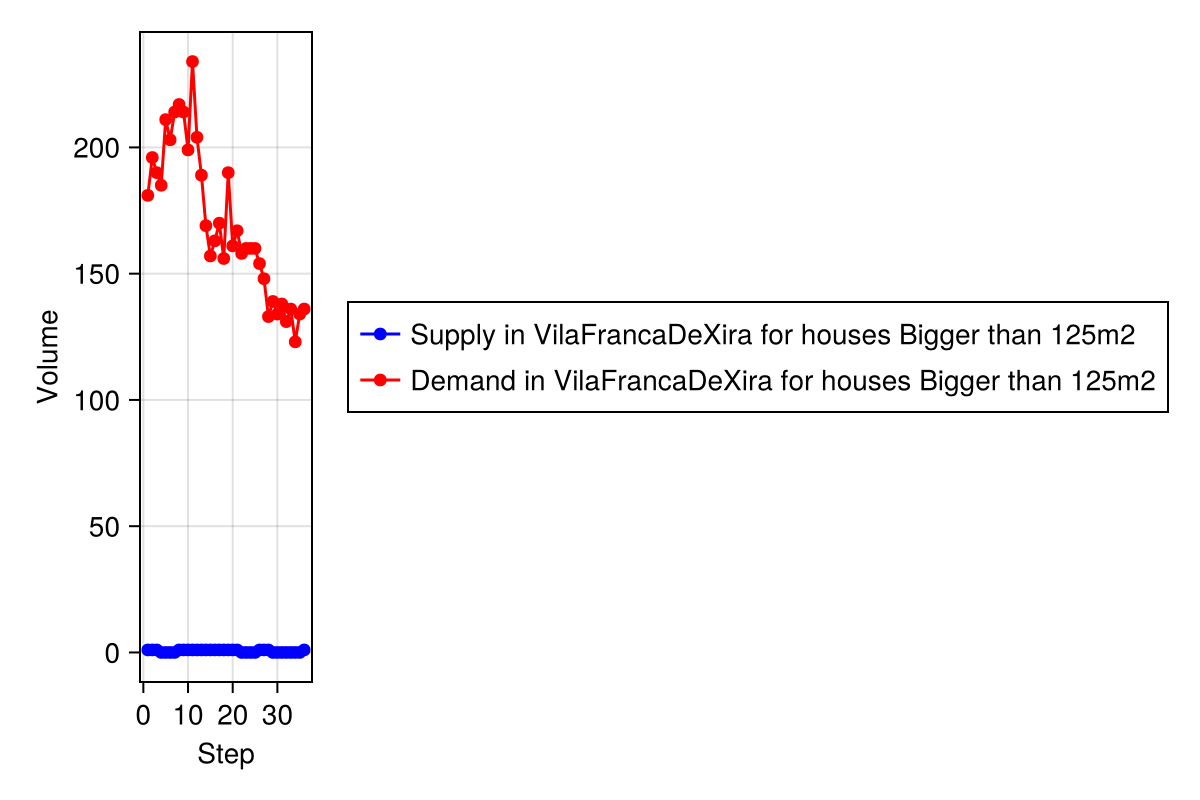 200
150
100
50
0
Volume
0 10 20 30
Step
Supply in VilaFrancaDeXira for houses Bigger than 125m2
Demand in VilaFrancaDeXira for houses Bigger than 125m2